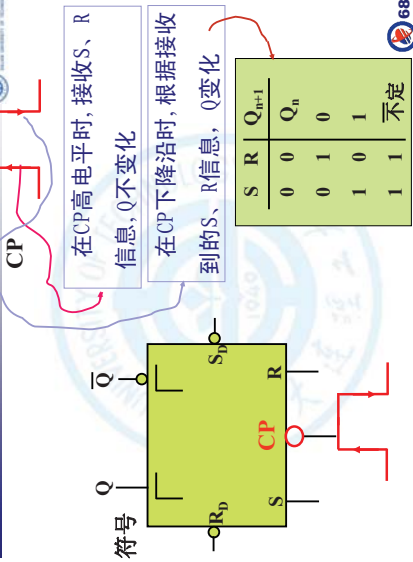 CP
在CP高电平时,接收S、R
信息,Q不变化
在CP下降沿时,根据接收
到的S、R信息, Q变化
符号
Q
Q̅
R_D
S_D
S
CP
R
S R Q_{n+1}
0 0 Q_n
0 1 0
1 0 1
1 1 不定
68